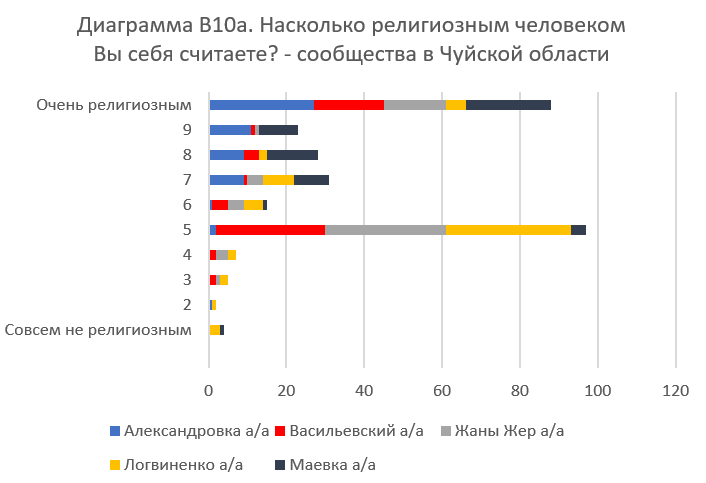 Диаграмма В10а. Насколько религиозным человеком
Вы себя считаете? - сообщества в Чуйской области
Очень религиозным
9
8
7
6
5
4
3
2
Совсем не религиозным
0 20 40 60 80 100 120
Александровка а/а Васильевский а/а Жаны Жер а/а
Логвиненко а/а Маевка а/а